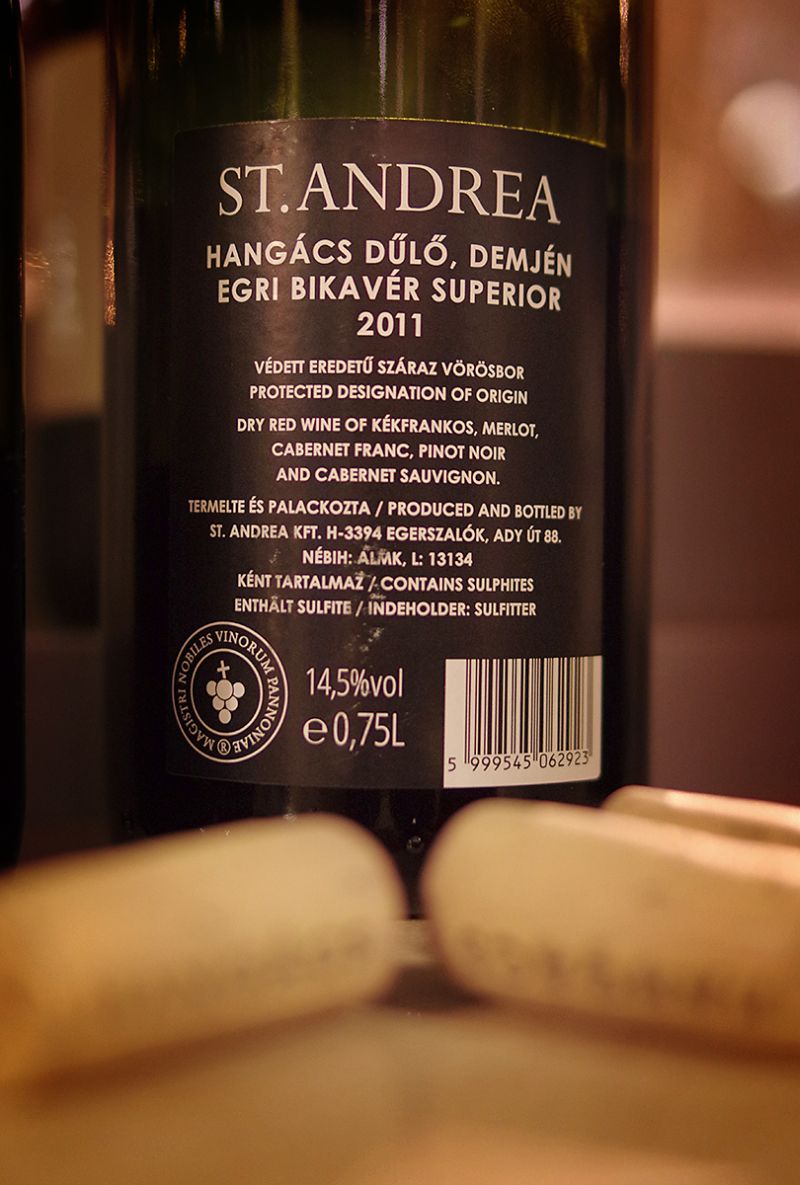 ST. ANDREA
HANGÁCS DŰLŐ, DEMJÉN
EGRI BIKAVÉR SUPERIOR
2011
VÉDETT EREDETŰ SZÁRAZ VÖRÖSBOR
PROTECTED DESIGNATION OF ORIGIN
DRY RED WINE OF KÉKFRANKOS, MERLOT,
CABERNET FRANC, PINOT NOIR
AND CABERNET SAUVIGNON.
TERMELTE ÉS PALACKOZTA / PRODUCED AND BOTTLED BY
ST. ANDREA KFT. H-3394 EGERSZALÓK, ADY ÚT 88.
NÉBIH: ALMK, L: 13134
KÉNT TARTALMAZ / CONTAINS SULPHITES
ENTHÄLT SULFITE / INDEHOLDER: SULFITTER
MAGISTRI NOBILES VINORUM PANNONIAE ®
14,5%vol
e 0,75L
5 999545 062923